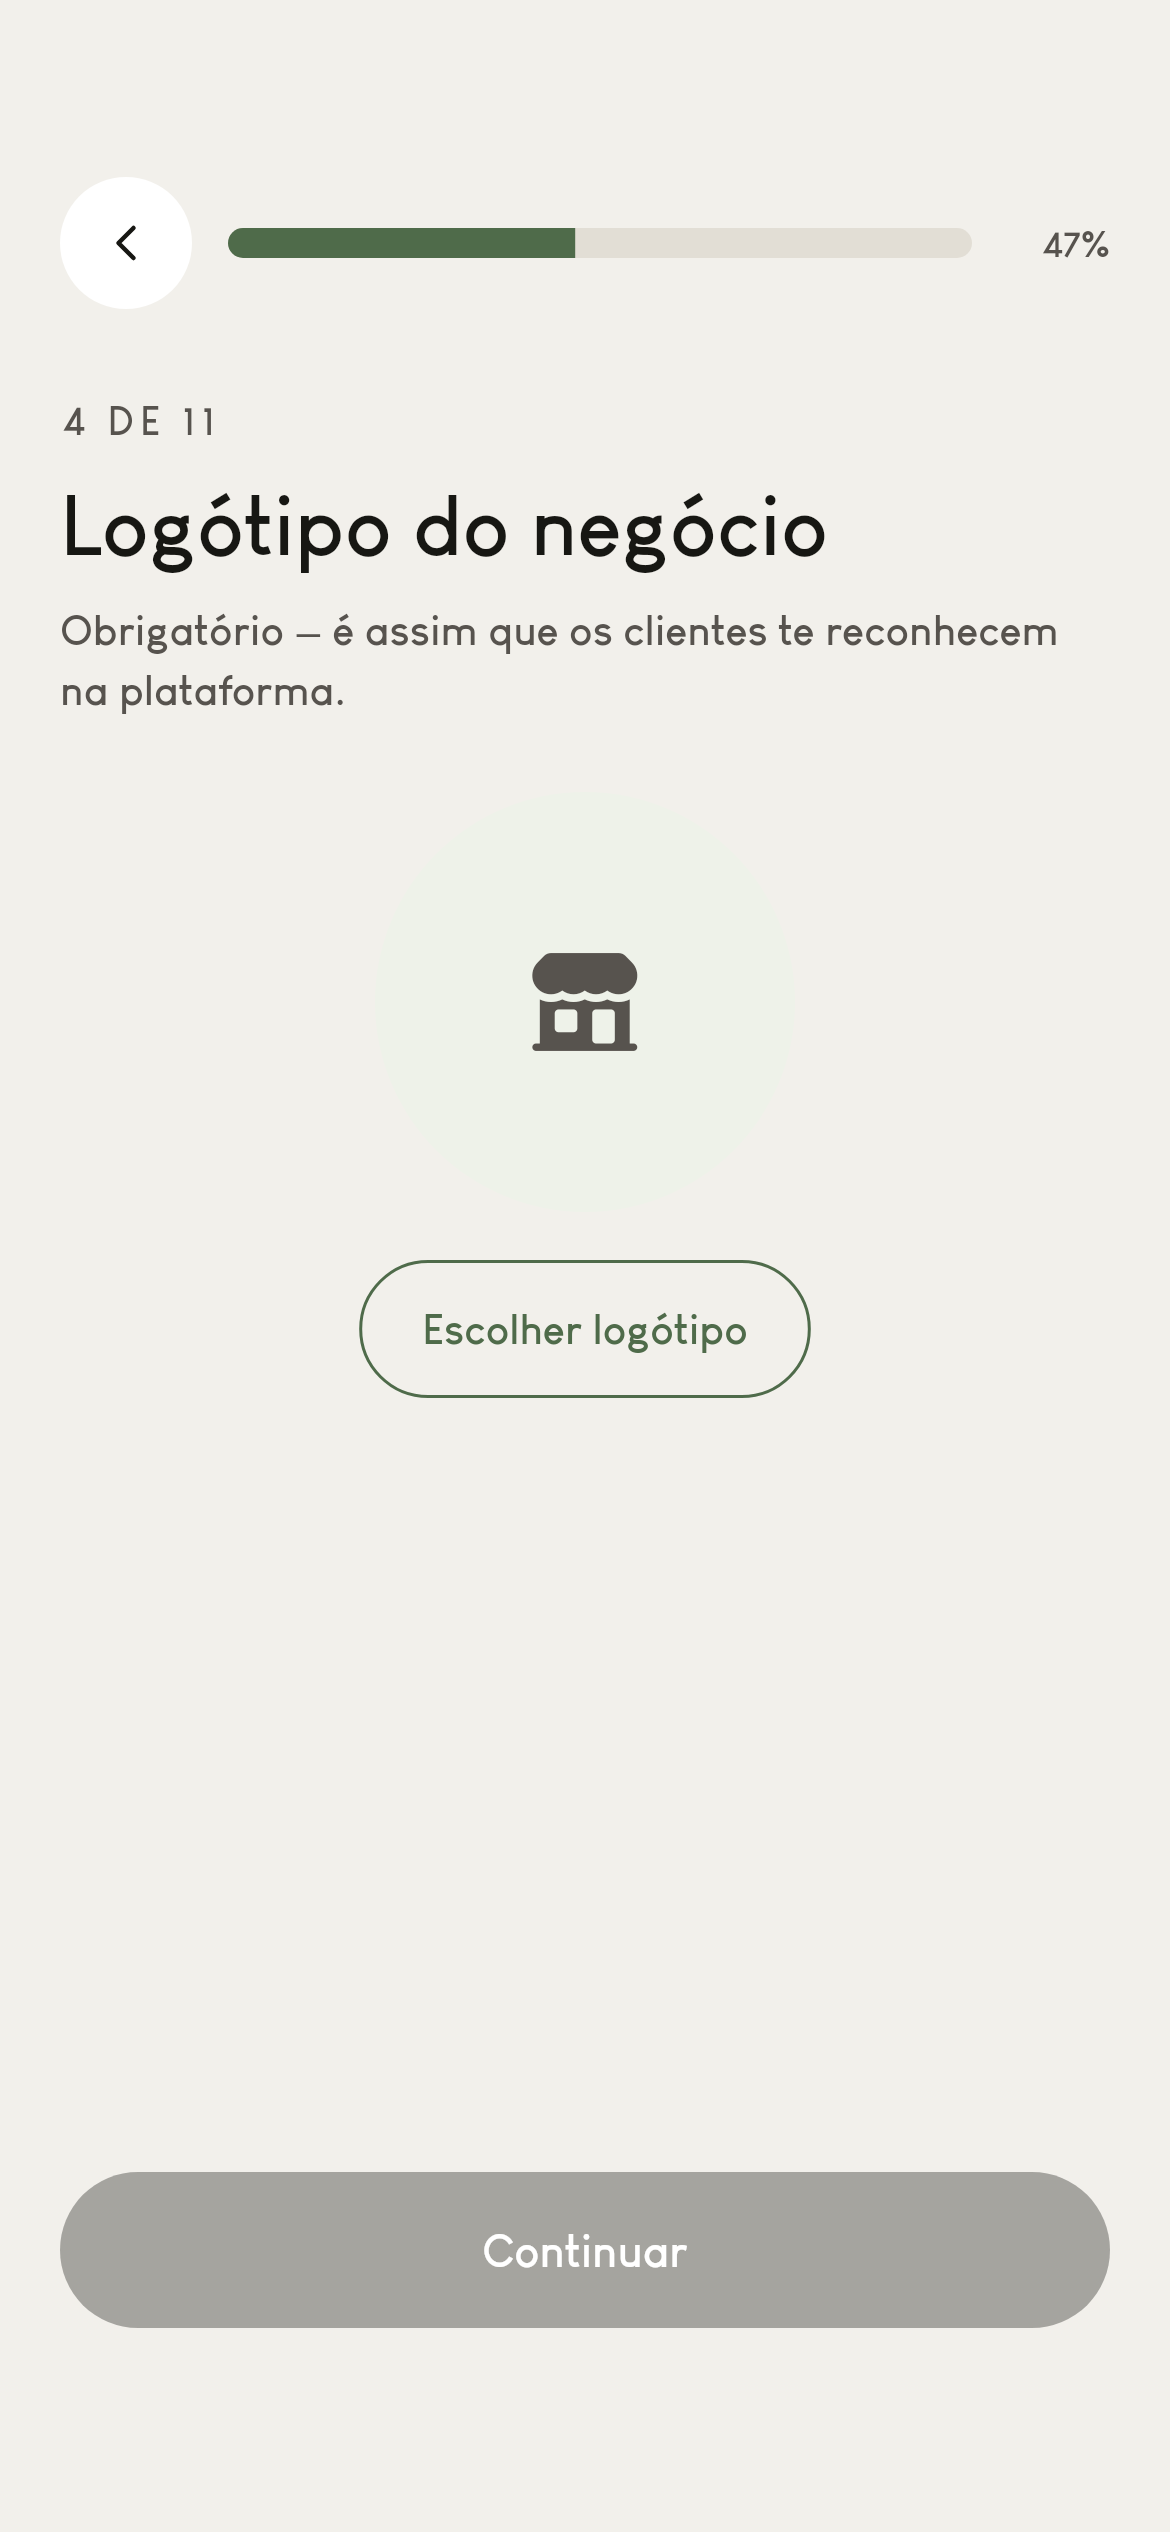 47%
4 DE 11
Logótipo do negócio
Obrigatório – é assim que os clientes te reconhecem
na plataforma.
Escolher logótipo
Continuar